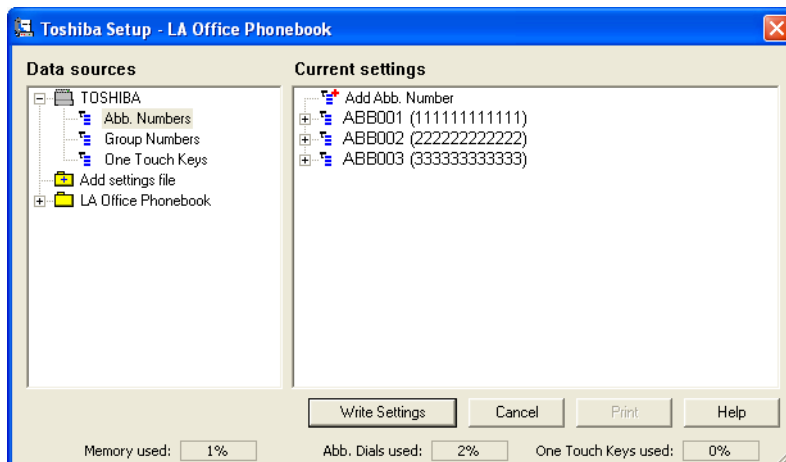 Toshiba Setup - LA Office Phonebook
Data sources
TOSHIBA
Abb. Numbers
Group Numbers
One Touch Keys
Add settings file
LA Office Phonebook
Current settings
Add Abb. Number
ABB001 (111111111111)
ABB002 (222222222222)
ABB003 (333333333333)
Write Settings Cancel Print Help
Memory used: 1% Abb. Dials used: 2% One Touch Keys used: 0%